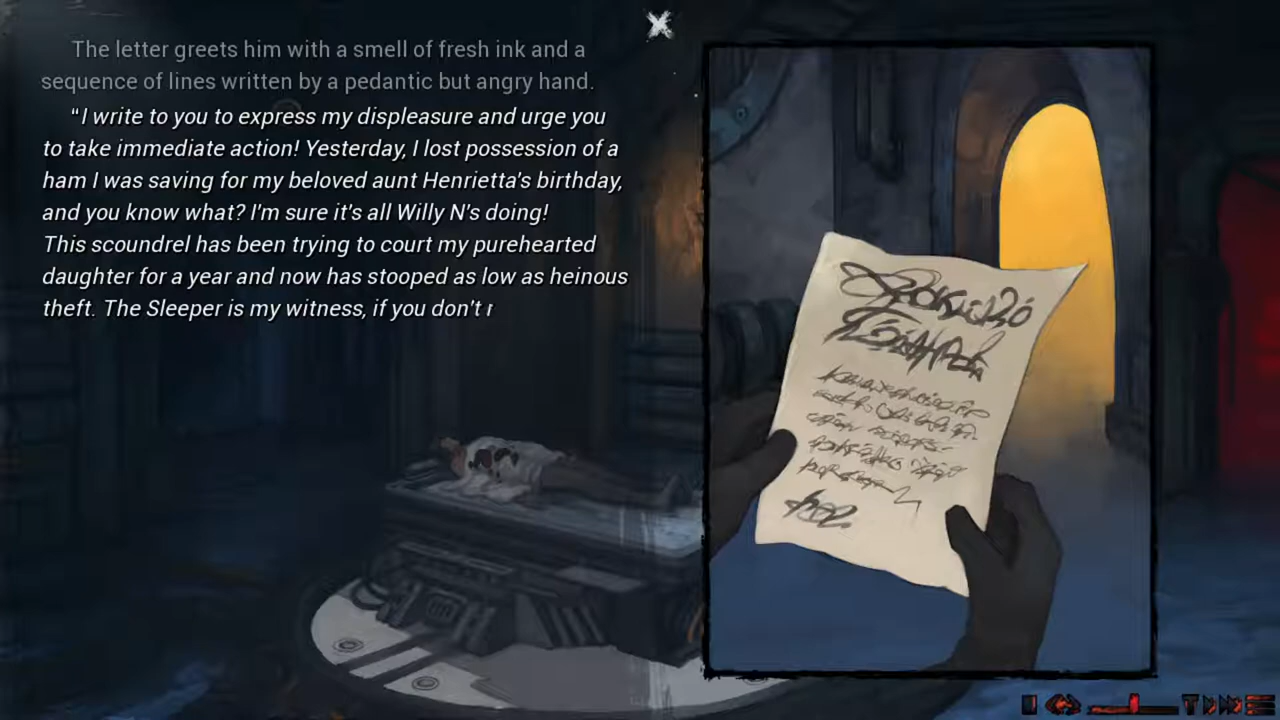 The letter greets him with a smell of fresh ink and a
sequence of lines written by a pedantic but angry hand.
“I write to you to express my displeasure and urge you
to take immediate action! Yesterday, I lost possession of a
ham I was saving for my beloved aunt Henrietta's birthday,
and you know what? I'm sure it's all Willy N's doing!
This scoundrel has been trying to court my purehearted
daughter for a year and now has stooped as low as heinous
theft. The Sleeper is my witness, if you don't r